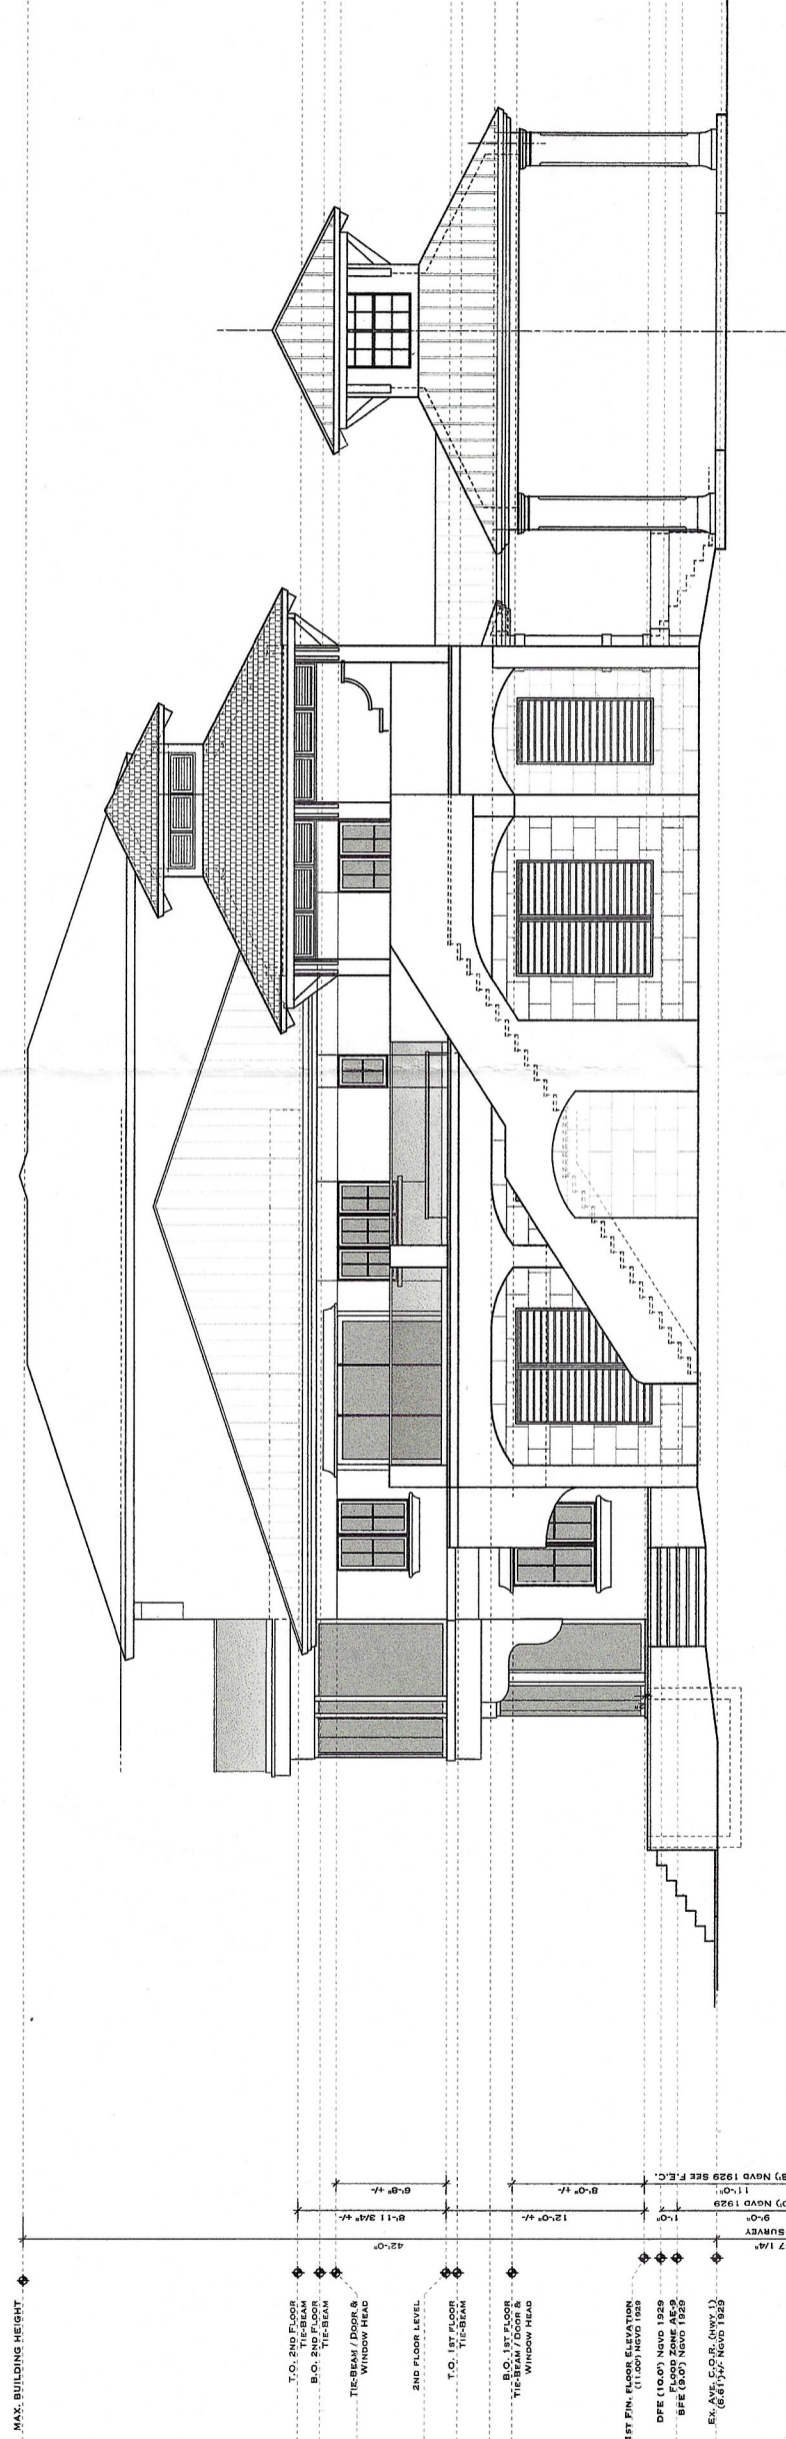 MAX. BUILDING HEIGHT
T.O. 2ND FLOOR
TIE-BEAM
B.O. 2ND FLOOR
TIE-BEAM
TIE-BEAM / DOOR &
WINDOW HEAD
2ND FLOOR LEVEL
T.O. 1ST FLOOR
TIE-BEAM
B.O. 1ST FLOOR
TIE-BEAM / DOOR &
WINDOW HEAD
1ST FIN. FLOOR ELEVATION
(11.00') NGVD 1929
DFE (10.0') NGVD 1929
FLOOD ZONE AE-9
BFE (9.0') NGVD 1929
EX. AVE. C.O.R. (HWY 1)
(6.61')+/- NGVD 1929
42'-0"
7 1/4"
SURVEY
8'-11 3/4" +/-
12'-0" +/-
1'-0"
9'-0"
0') NGVD 1929
6'-8" +/-
8'-0" +/-
11'-0"
NGVD 1929 SEE F.E.C.